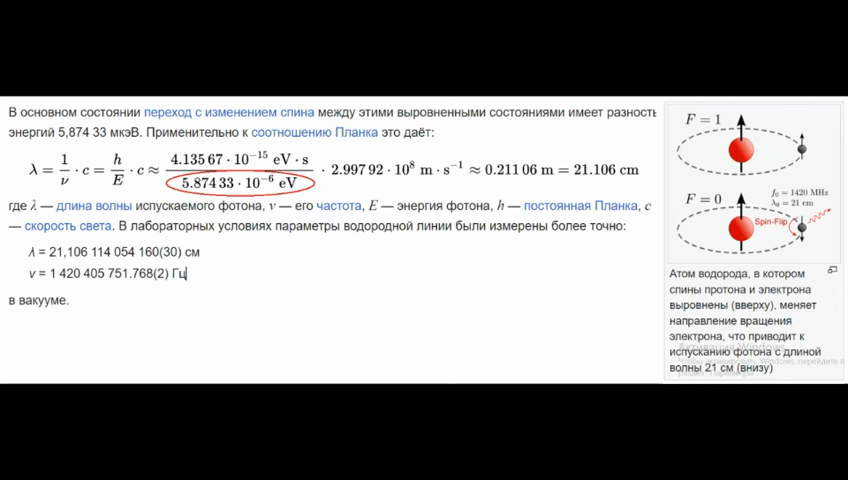 В основном состоянии переход с изменением спина между этими выровненными состояниями имеет разность
энергий 5,874 33 мкэВ. Применительно к соотношению Планка это даёт:
λ = 1/ν · c = h/E · c ≈ 4.135 67 · 10⁻¹⁵ eV · s / 5.874 33 · 10⁻⁶ eV · 2.997 92 · 10⁸ m · s⁻¹ ≈ 0.211 06 m = 21.106 cm
где λ — длина волны испускаемого фотона, ν — его частота, E — энергия фотона, h — постоянная Планка, c
— скорость света. В лабораторных условиях параметры водородной линии были измерены более точно:
λ = 21,106 114 054 160(30) см
ν = 1 420 405 751.768(2) Гц
в вакууме.
F = 1
F = 0
f₀ = 1420 MHz
λ₀ = 21 cm
Spin-Flip
Атом водорода, в котором
спины протона и электрона
выровнены (вверху), меняет
направление вращения
электрона, что приводит к
испусканию фотона с длиной
волны 21 см (внизу)
Активация Windows
Чтобы активировать Windows, перейдите в
раздел "Параметры".